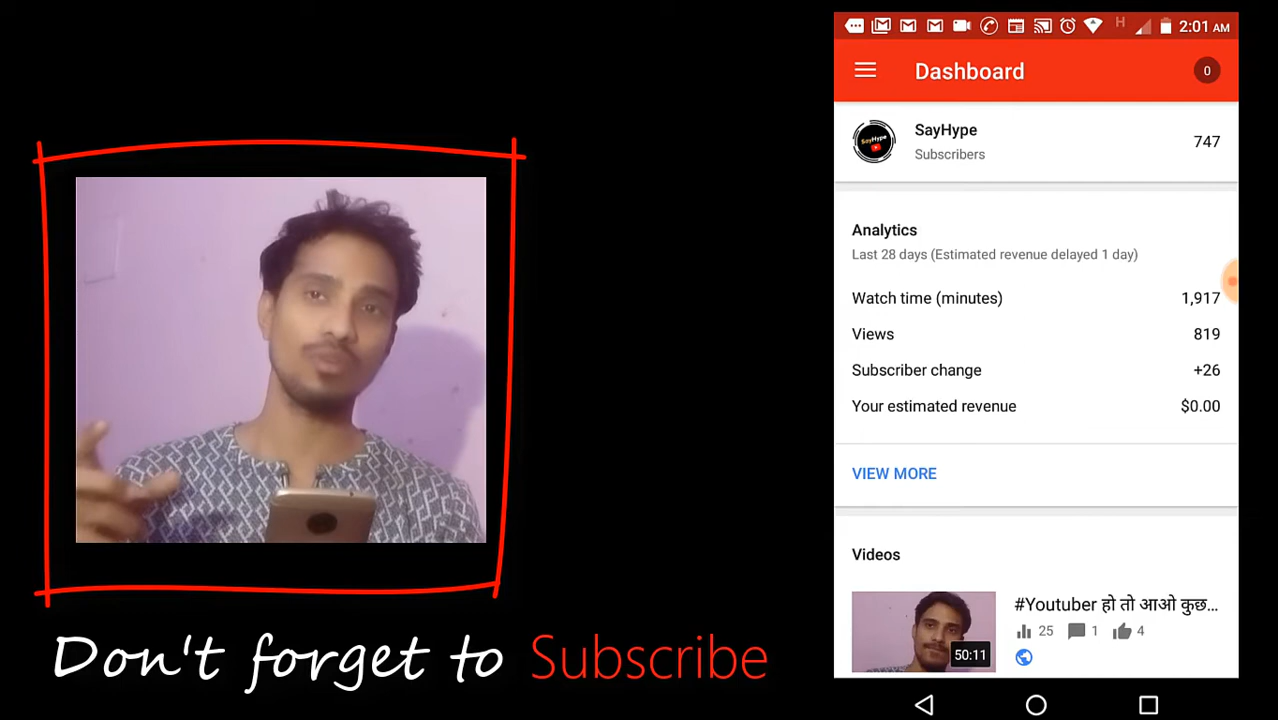 2:01 AM
H
Dashboard
0
SayHype
SayHype
Subscribers
747
Analytics
Last 28 days (Estimated revenue delayed 1 day)
Watch time (minutes) 1,917
Views 819
Subscriber change +26
Your estimated revenue $0.00
VIEW MORE
Videos
#Youtuber हो तो आओ कुछ...
25 1 4
50:11
Don't forget to Subscribe